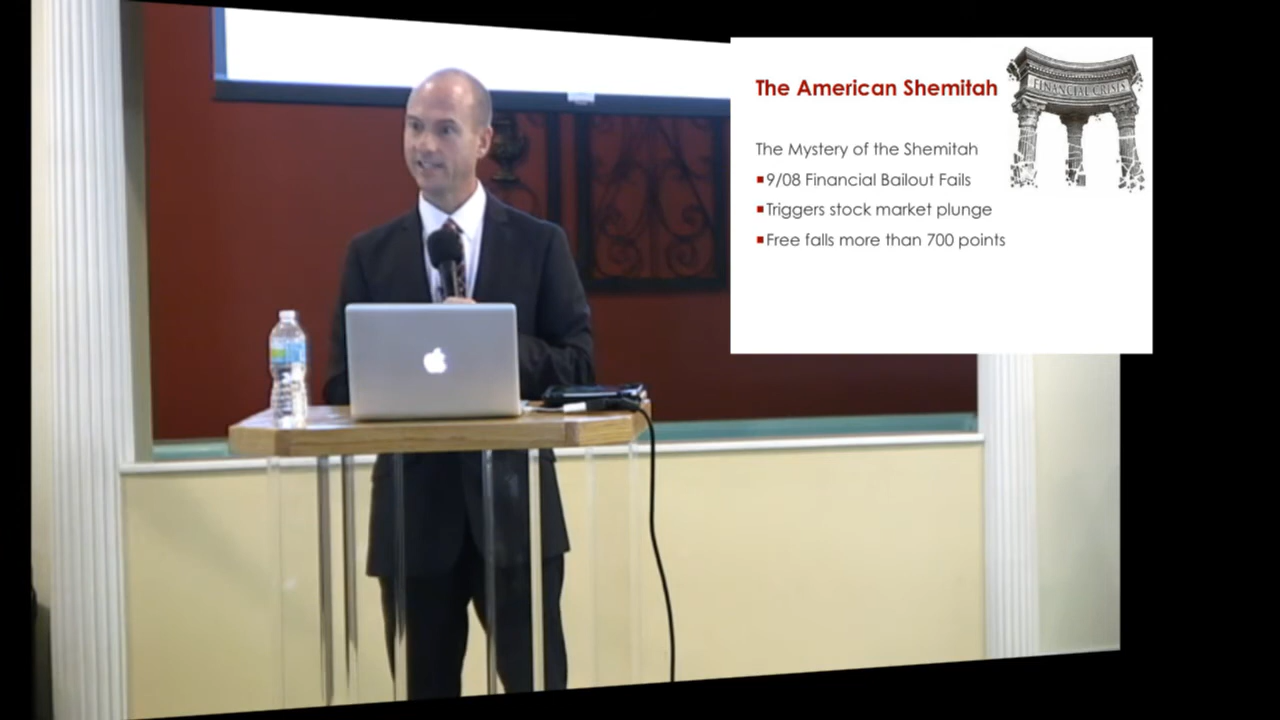 The American Shemitah
FINANCIAL CRISIS
The Mystery of the Shemitah
▪9/08 Financial Bailout Fails
▪Triggers stock market plunge
▪Free falls more than 700 points